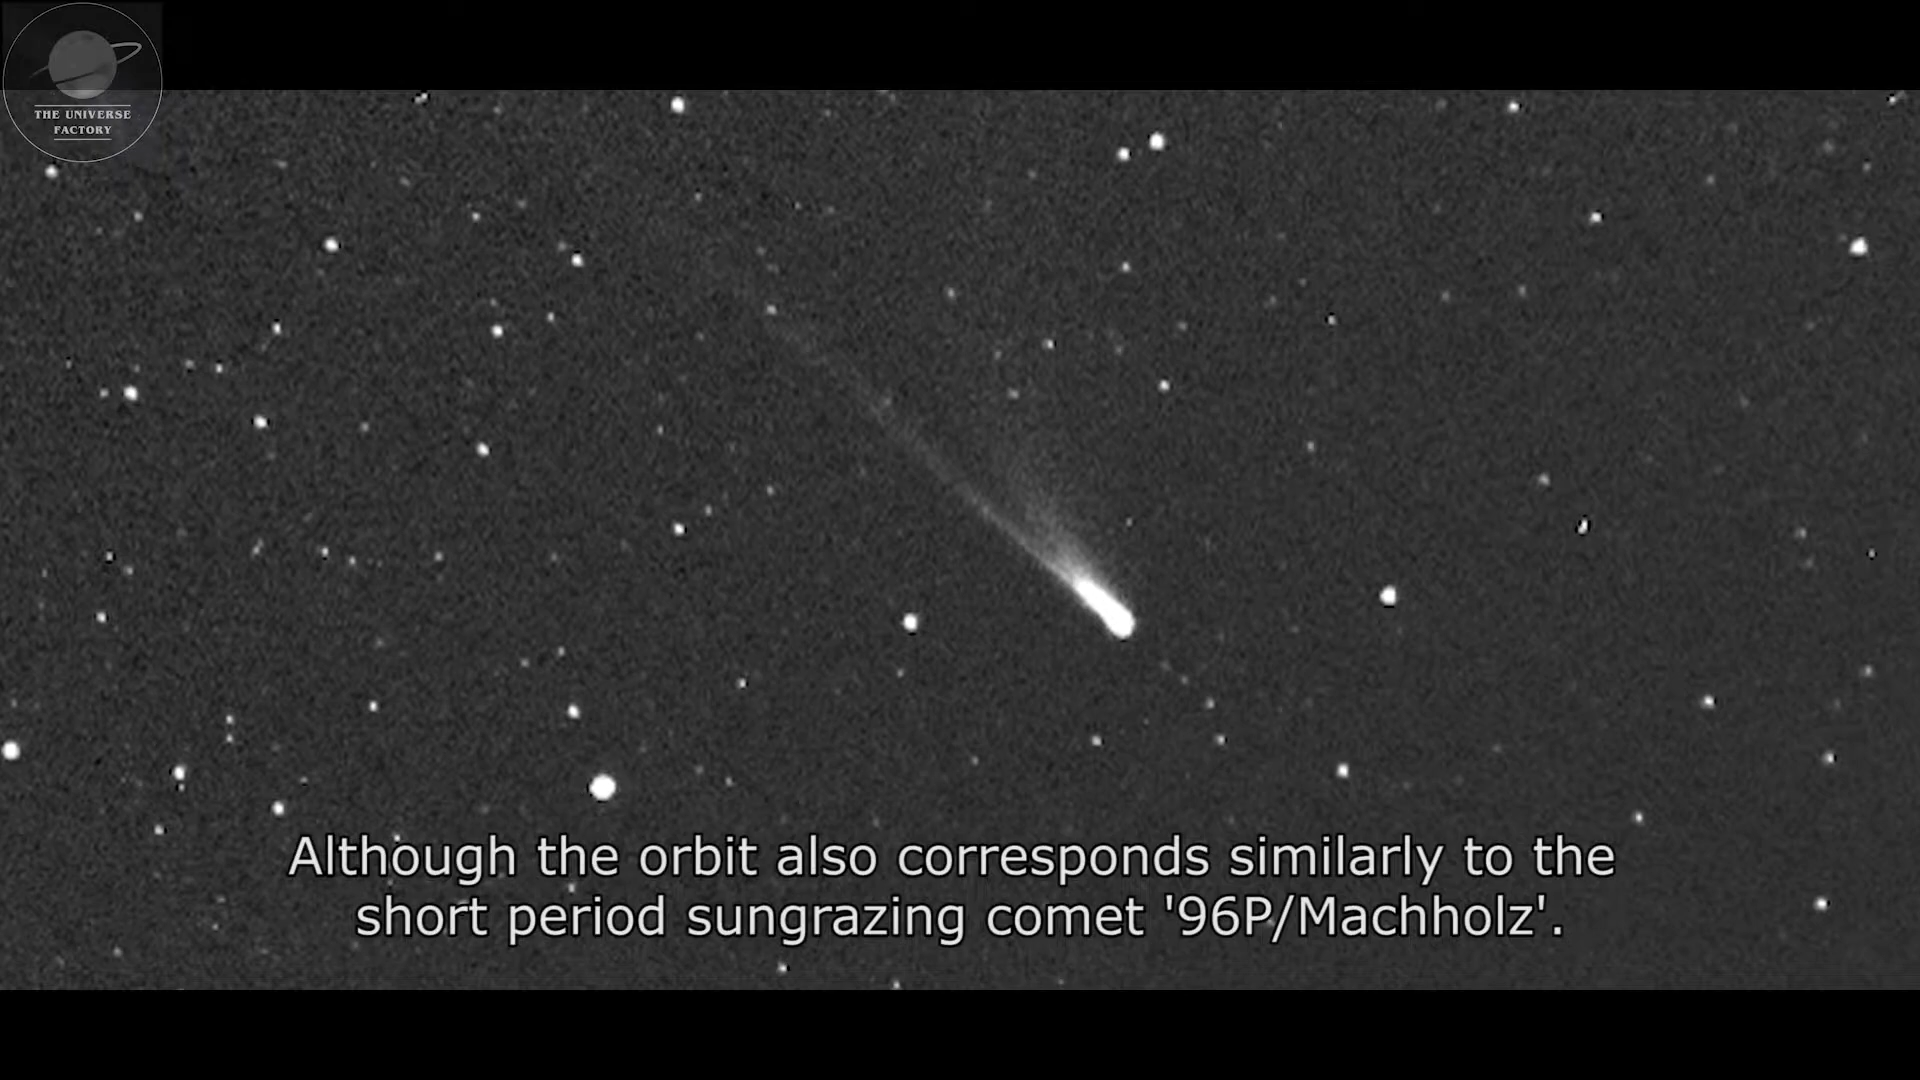 THE UNIVERSE
FACTORY
Although the orbit also corresponds similarly to the
short period sungrazing comet '96P/Machholz'.